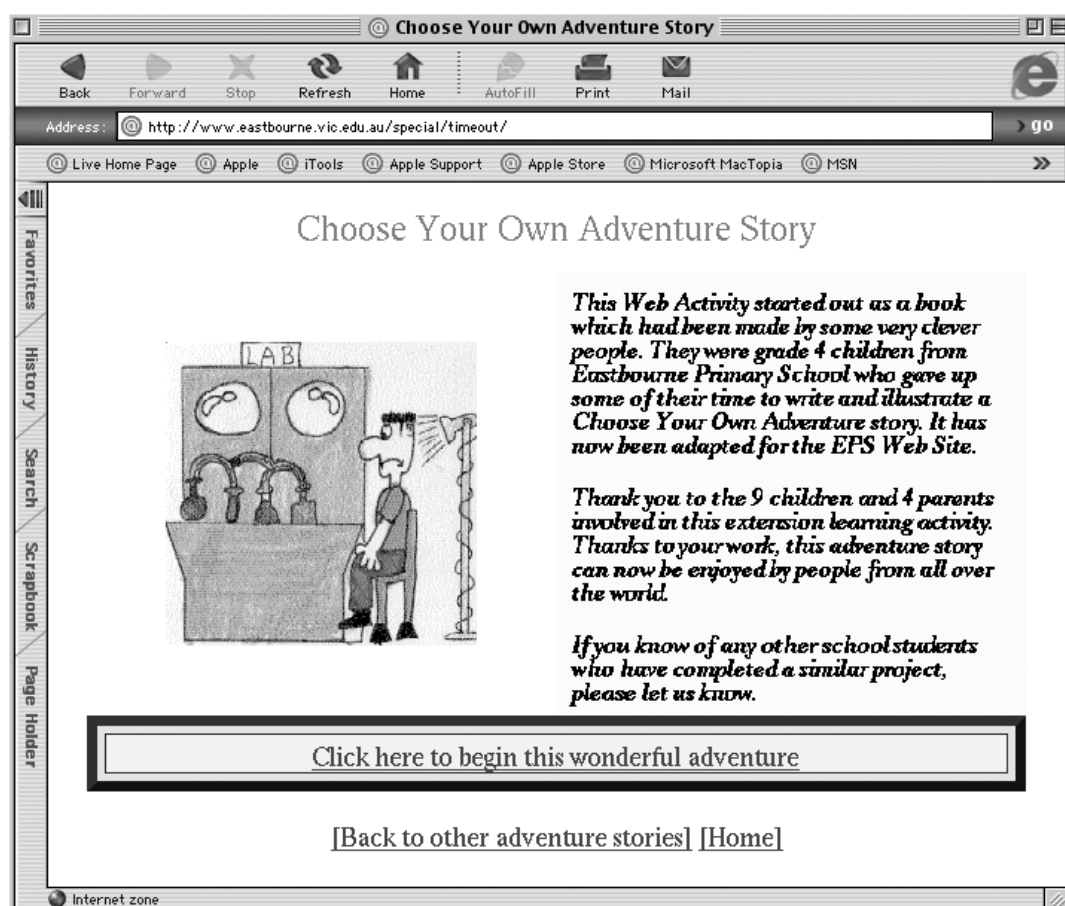 Choose Your Own Adventure Story
Back Forward Stop Refresh Home AutoFill Print Mail
Address: http://www.eastbourne.vic.edu.au/special/timeout/ go
Live Home Page Apple iTools Apple Support Apple Store Microsoft MacTopia MSN
Favorites
History
Search
Scrapbook
Page Holder
Choose Your Own Adventure Story
LAB
This Web Activity started out as a book
which had been made by some very clever
people. They were grade 4 children from
Eastbourne Primary School who gave up
some of their time to write and illustrate a
Choose Your Own Adventure story. It has
now been adapted for the EPS Web Site.
Thank you to the 9 children and 4 parents
involved in this extension learning activity.
Thanks to your work, this adventure story
can now be enjoyed by people from all over
the world.
If you know of any other school students
who have completed a similar project,
please let us know.
Click here to begin this wonderful adventure
[Back to other adventure stories] [Home]
Internet zone